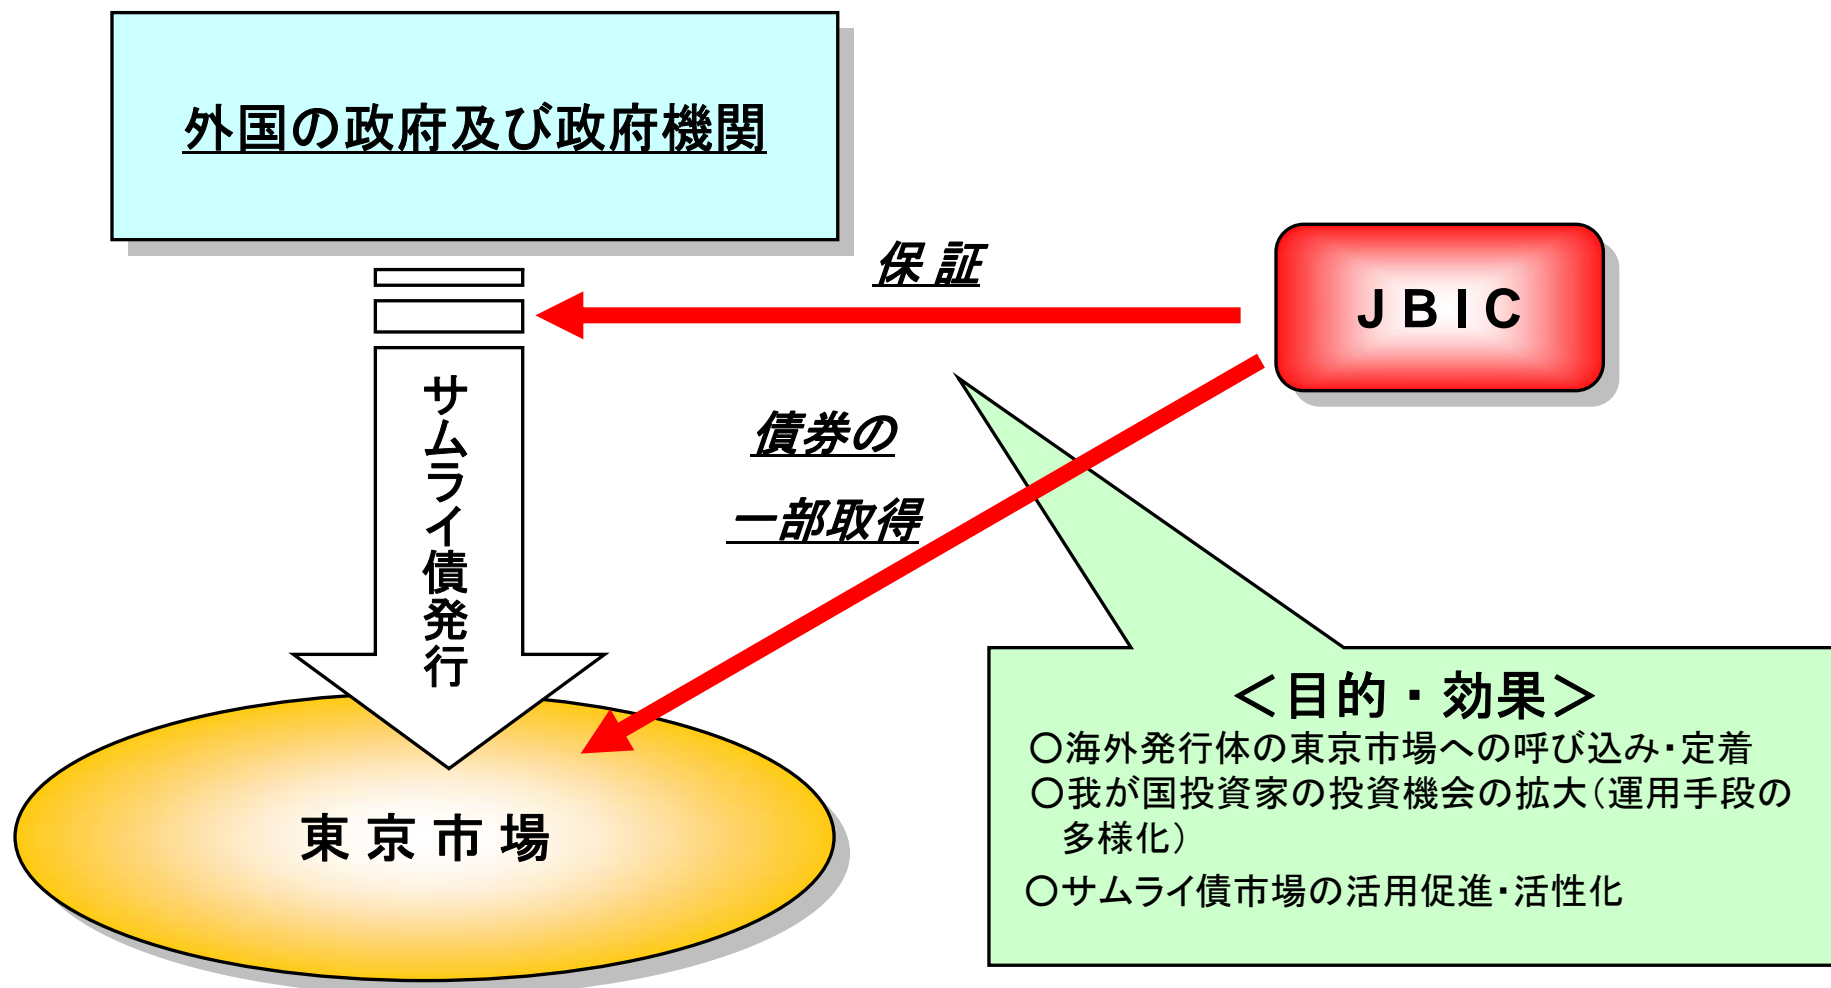 外国の政府及び政府機関
保 証
J B I C
サムライ債発行
債券の
一部取得
東 京 市 場
＜目的・効果＞
○海外発行体の東京市場への呼び込み・定着
○我が国投資家の投資機会の拡大（運用手段の
多様化）
○サムライ債市場の活用促進・活性化